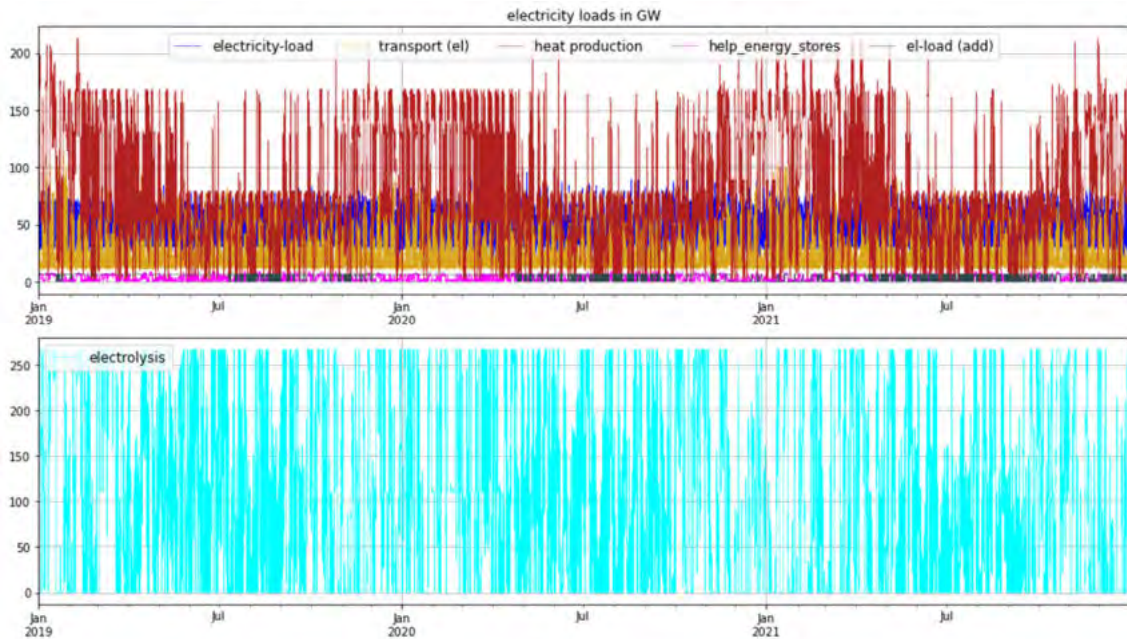 electricity loads in GW
electricity-load transport (el) heat production help_energy_stores el-load (add)
200
150
100
50
0
Jan Jul Jan Jul Jan Jul
2019 2020 2021
electrolysis
250
200
150
100
50
0
Jan Jul Jan Jul Jan Jul
2019 2020 2021